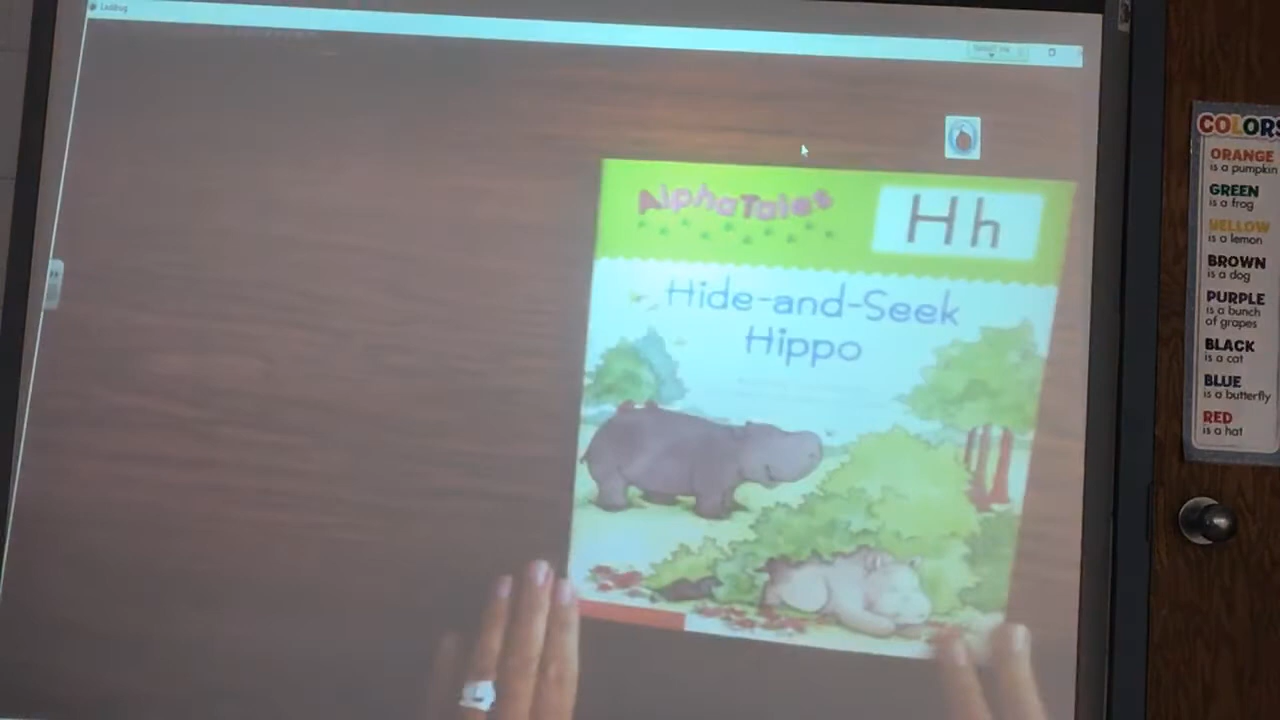 Ladibug
AlphaTales
H h
Hide-and-Seek
Hippo
COLORS
ORANGE
is a pumpkin
GREEN
is a frog
YELLOW
is a lemon
BROWN
is a dog
PURPLE
is a bunch
of grapes
BLACK
is a cat
BLUE
is a butterfly
RED
is a hat